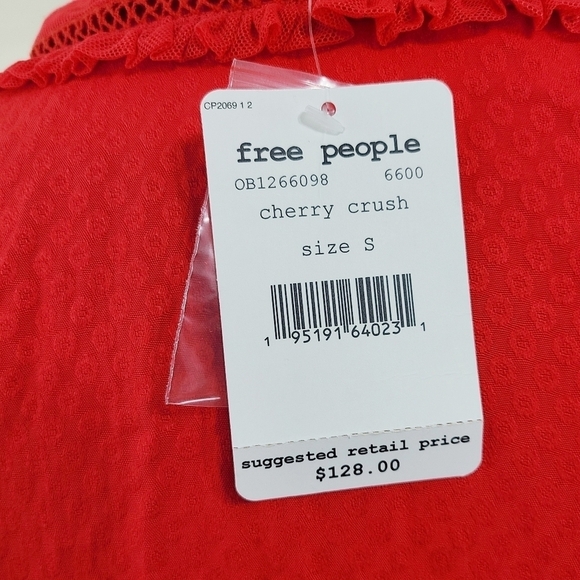 CP2069 1 2
free people
OB1266098 6600
cherry crush
size S
1 95191 64023 1
suggested retail price
$128.00